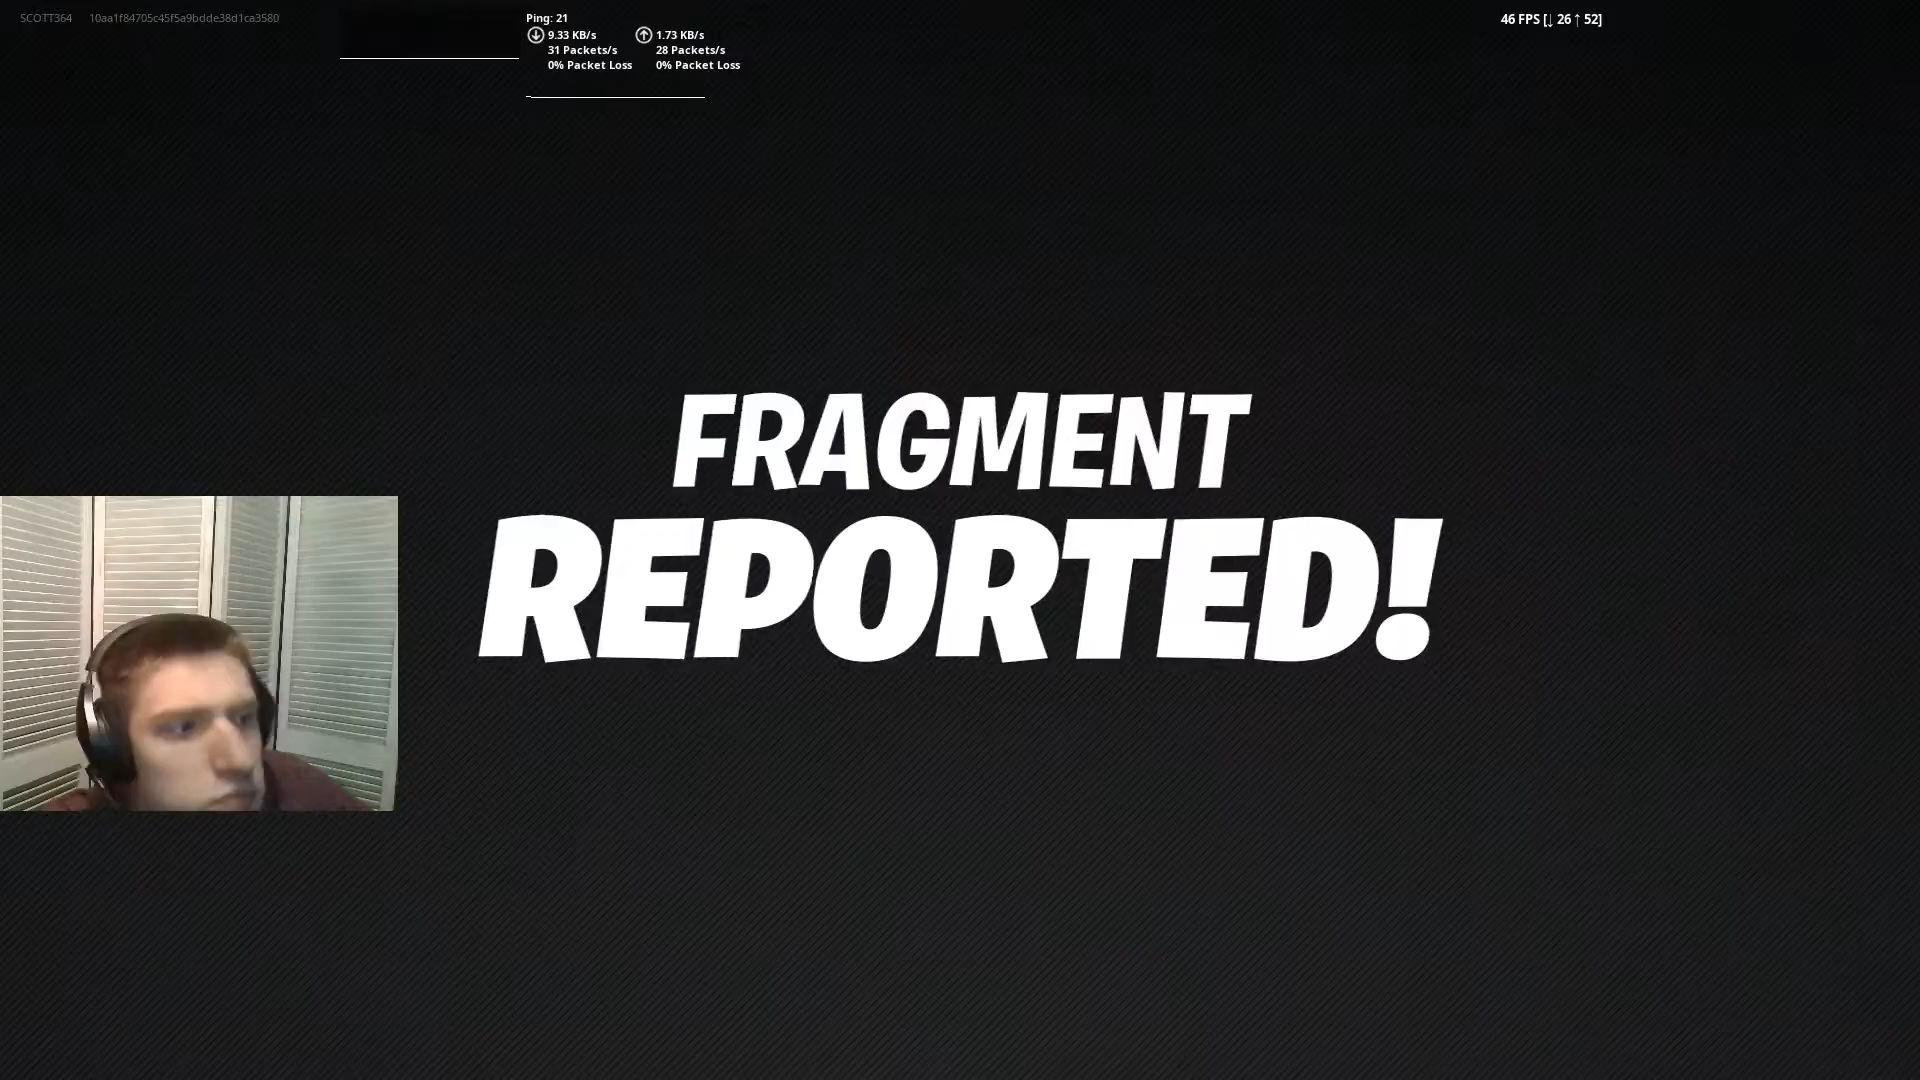 SCOTT364 10aa1f84705c45f5a9bdde38d1ca3580
Ping: 21
9.33 KB/s 1.73 KB/s
31 Packets/s 28 Packets/s
0% Packet Loss 0% Packet Loss
46 FPS [↓ 26 ↑ 52]
FRAGMENT
REPORTED!